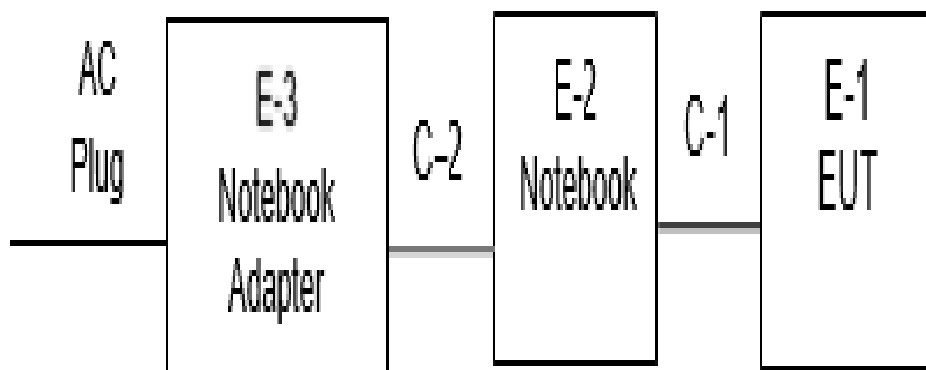 AC
Plug
E-3
Notebook
Adapter
C-2
E-2
Notebook
C-1
E-1
EUT